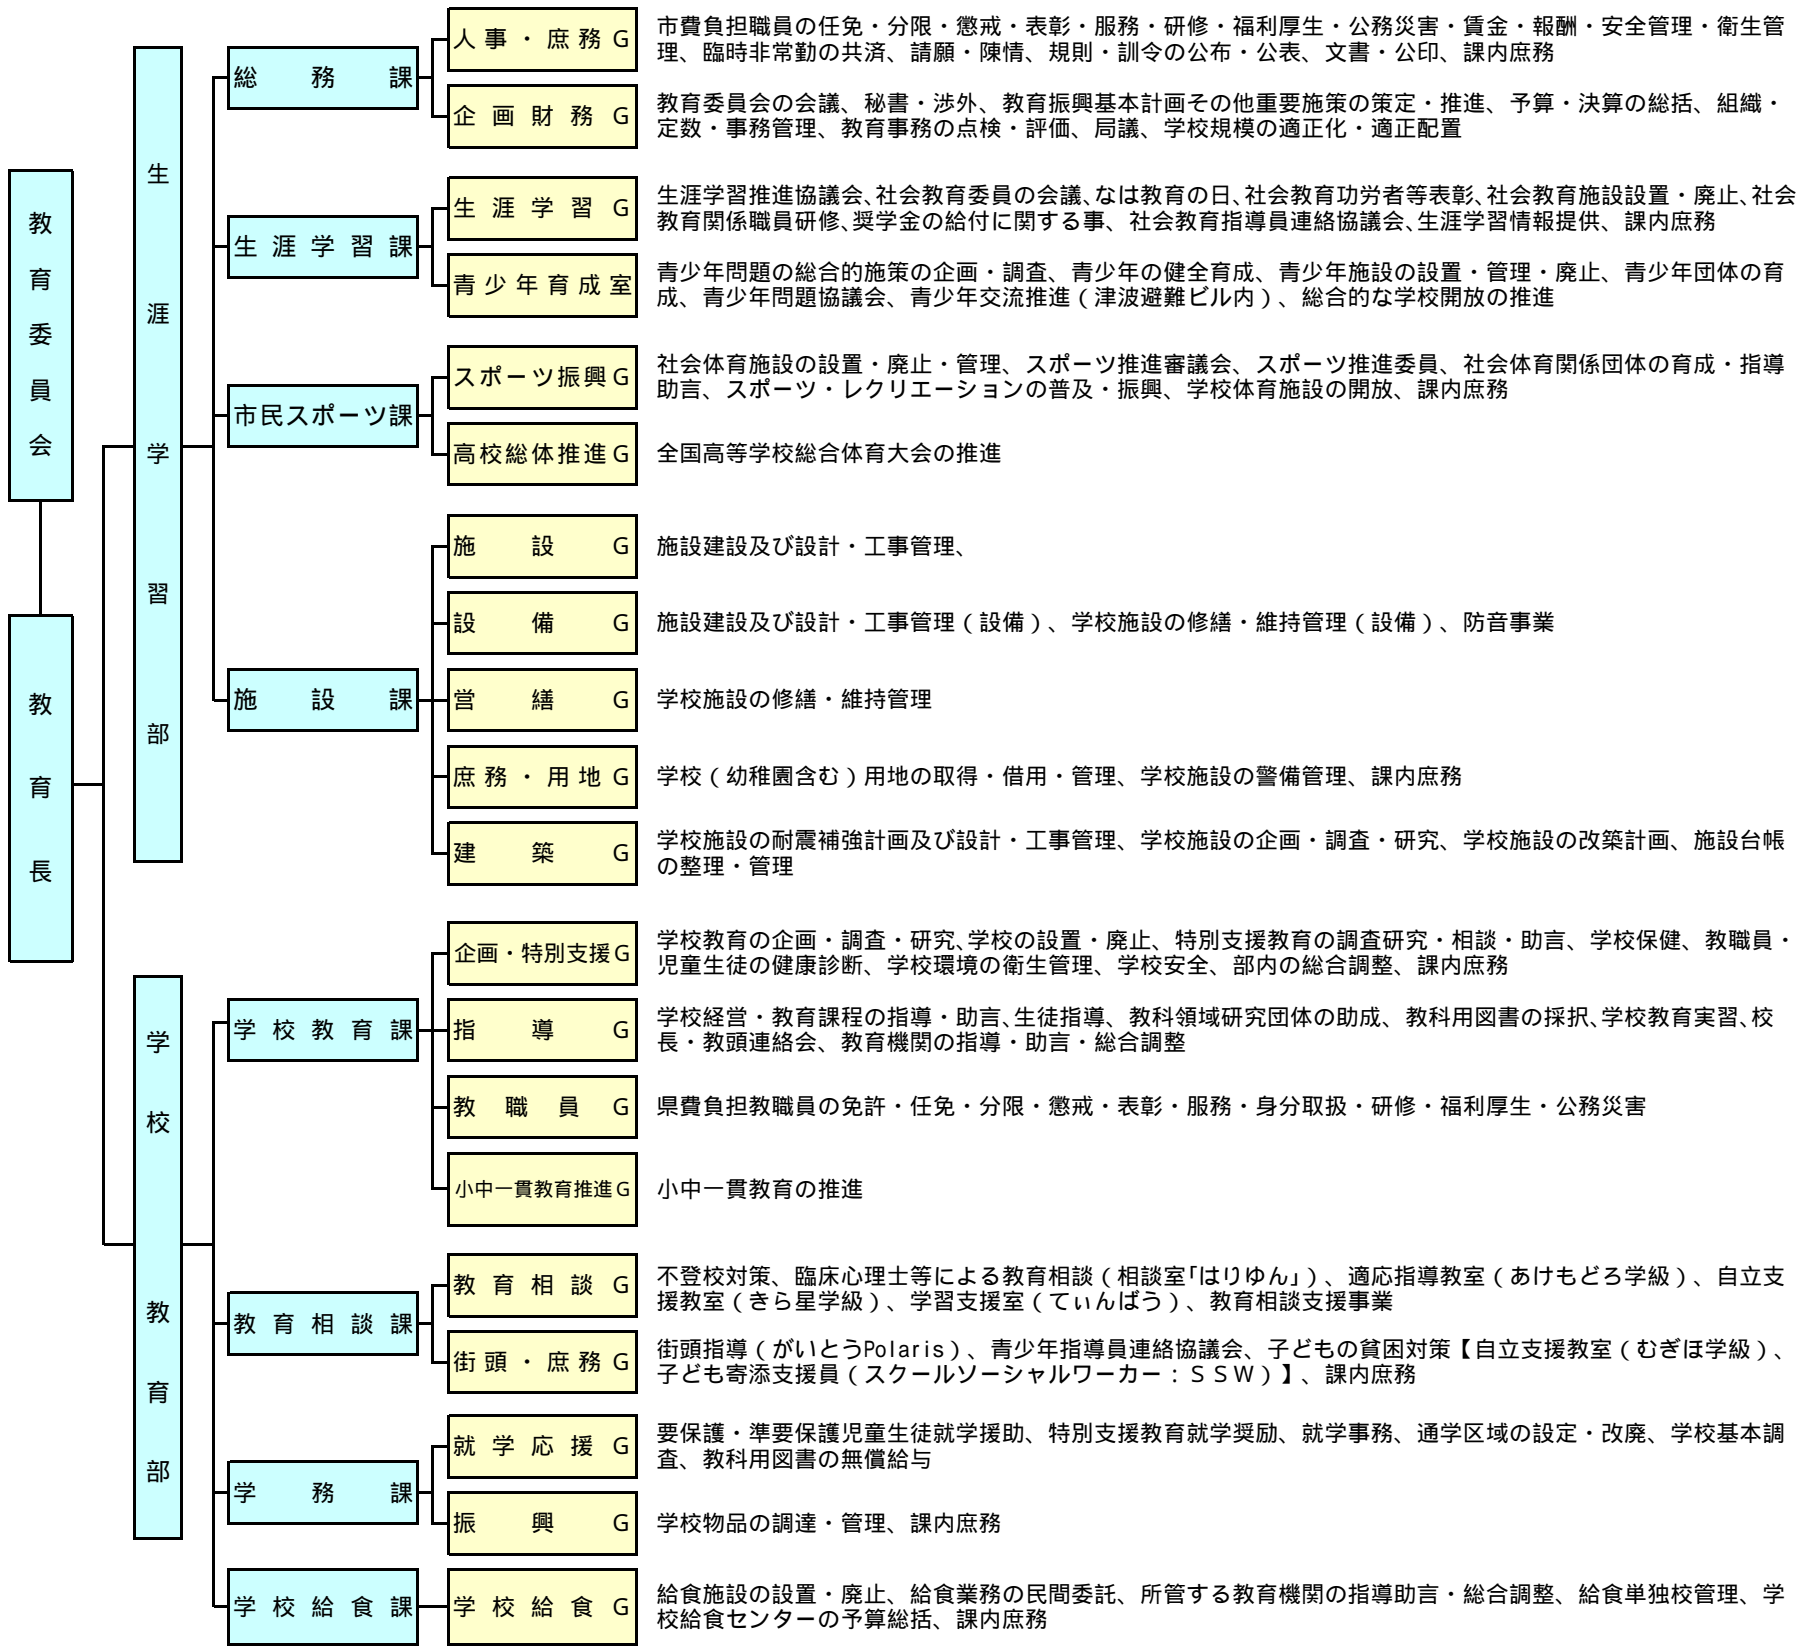 教育委員会
教育長
生涯学習部
総務課
人事・庶務G
市費負担職員の任免・分限・懲戒・表彰・服務・研修・福利厚生・公務災害・賃金・報酬・安全管理・衛生管
理、臨時非常勤の共済、請願・陳情、規則・訓令の公布・公表、文書・公印、課内庶務
企画財務G
教育委員会の会議、秘書・渉外、教育振興基本計画その他重要施策の策定・推進、予算・決算の総括、組織・
定数・事務管理、教育事務の点検・評価、局議、学校規模の適正化・適正配置
生涯学習課
生涯学習G
生涯学習推進協議会、社会教育委員の会議、なは教育の日、社会教育功労者等表彰、社会教育施設設置・廃止、社会
教育関係職員研修、奨学金の給付に関する事、社会教育指導員連絡協議会、生涯学習情報提供、課内庶務
青少年育成室
青少年問題の総合的施策の企画・調査、青少年の健全育成、青少年施設の設置・管理・廃止、青少年団体の育
成、青少年問題協議会、青少年交流推進（津波避難ビル内）、総合的な学校開放の推進
市民スポーツ課
スポーツ振興G
社会体育施設の設置・廃止・管理、スポーツ推進審議会、スポーツ推進委員、社会体育関係団体の育成・指導
助言、スポーツ・レクリエーションの普及・振興、学校体育施設の開放、課内庶務
高校総体推進G
全国高等学校総合体育大会の推進
施設課
施設G
施設建設及び設計・工事管理、
設備G
施設建設及び設計・工事管理（設備）、学校施設の修繕・維持管理（設備）、防音事業
営繕G
学校施設の修繕・維持管理
庶務・用地G
学校（幼稚園含む）用地の取得・借用・管理、学校施設の警備管理、課内庶務
建築G
学校施設の耐震補強計画及び設計・工事管理、学校施設の企画・調査・研究、学校施設の改築計画、施設台帳
の整理・管理
学校教育部
学校教育課
企画・特別支援G
学校教育の企画・調査・研究、学校の設置・廃止、特別支援教育の調査研究・相談・助言、学校保健、教職員・
児童生徒の健康診断、学校環境の衛生管理、学校安全、部内の総合調整、課内庶務
指導G
学校経営・教育課程の指導・助言、生徒指導、教科領域研究団体の助成、教科用図書の採択、学校教育実習、校
長・教頭連絡会、教育機関の指導・助言・総合調整
教職員G
県費負担教職員の免許・任免・分限・懲戒・表彰・服務・身分取扱・研修・福利厚生・公務災害
小中一貫教育推進G
小中一貫教育の推進
教育相談課
教育相談G
不登校対策、臨床心理士等による教育相談（相談室｢はりゆん｣）、適応指導教室（あけもどろ学級）、自立支
援教室（きら星学級）、学習支援室（てぃんばう）、教育相談支援事業
街頭・庶務G
街頭指導（がいとうPolaris）、青少年指導員連絡協議会、子どもの貧困対策【自立支援教室（むぎほ学級）、
子ども寄添支援員（スクールソーシャルワーカー：ＳＳＷ）】、課内庶務
学務課
就学応援G
要保護・準要保護児童生徒就学援助、特別支援教育就学奨励、就学事務、通学区域の設定・改廃、学校基本調
査、教科用図書の無償給与
振興G
学校物品の調達・管理、課内庶務
学校給食課
学校給食G
給食施設の設置・廃止、給食業務の民間委託、所管する教育機関の指導助言・総合調整、給食単独校管理、学
校給食センターの予算総括、課内庶務